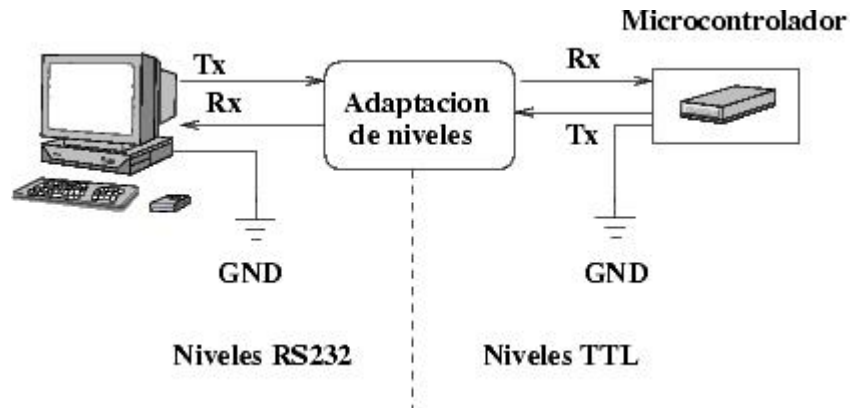 Microcontrolador
Tx
Rx
Adaptacion
de niveles
Rx
Tx
GND
GND
Niveles RS232
Niveles TTL